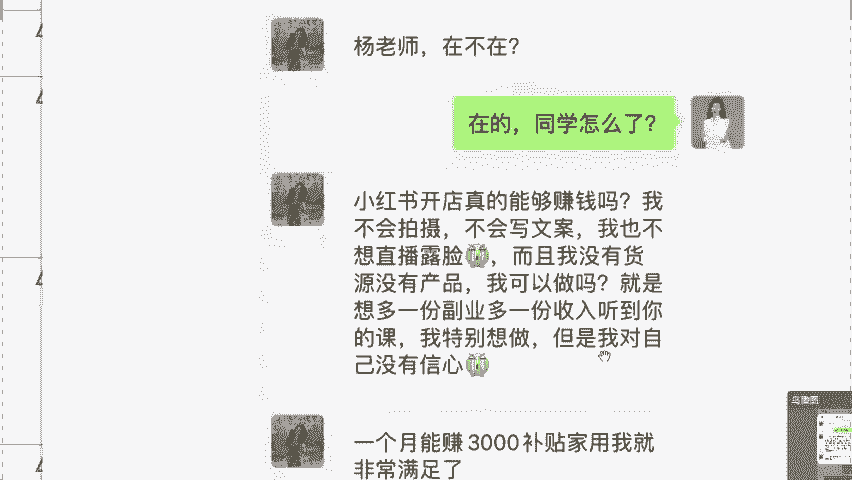 杨老师，在不在？
在的，同学怎么了？
小红书开店真的能够赚钱吗？我
不会拍摄，不会写文案，我也不
想直播露脸，而且我没有货
源没有产品，我可以做吗？就是
想多一份副业多一份收入听到你
的课，我特别想做，但是我对自
己没有信心
一个月能赚3000补贴家用我就
非常满足了